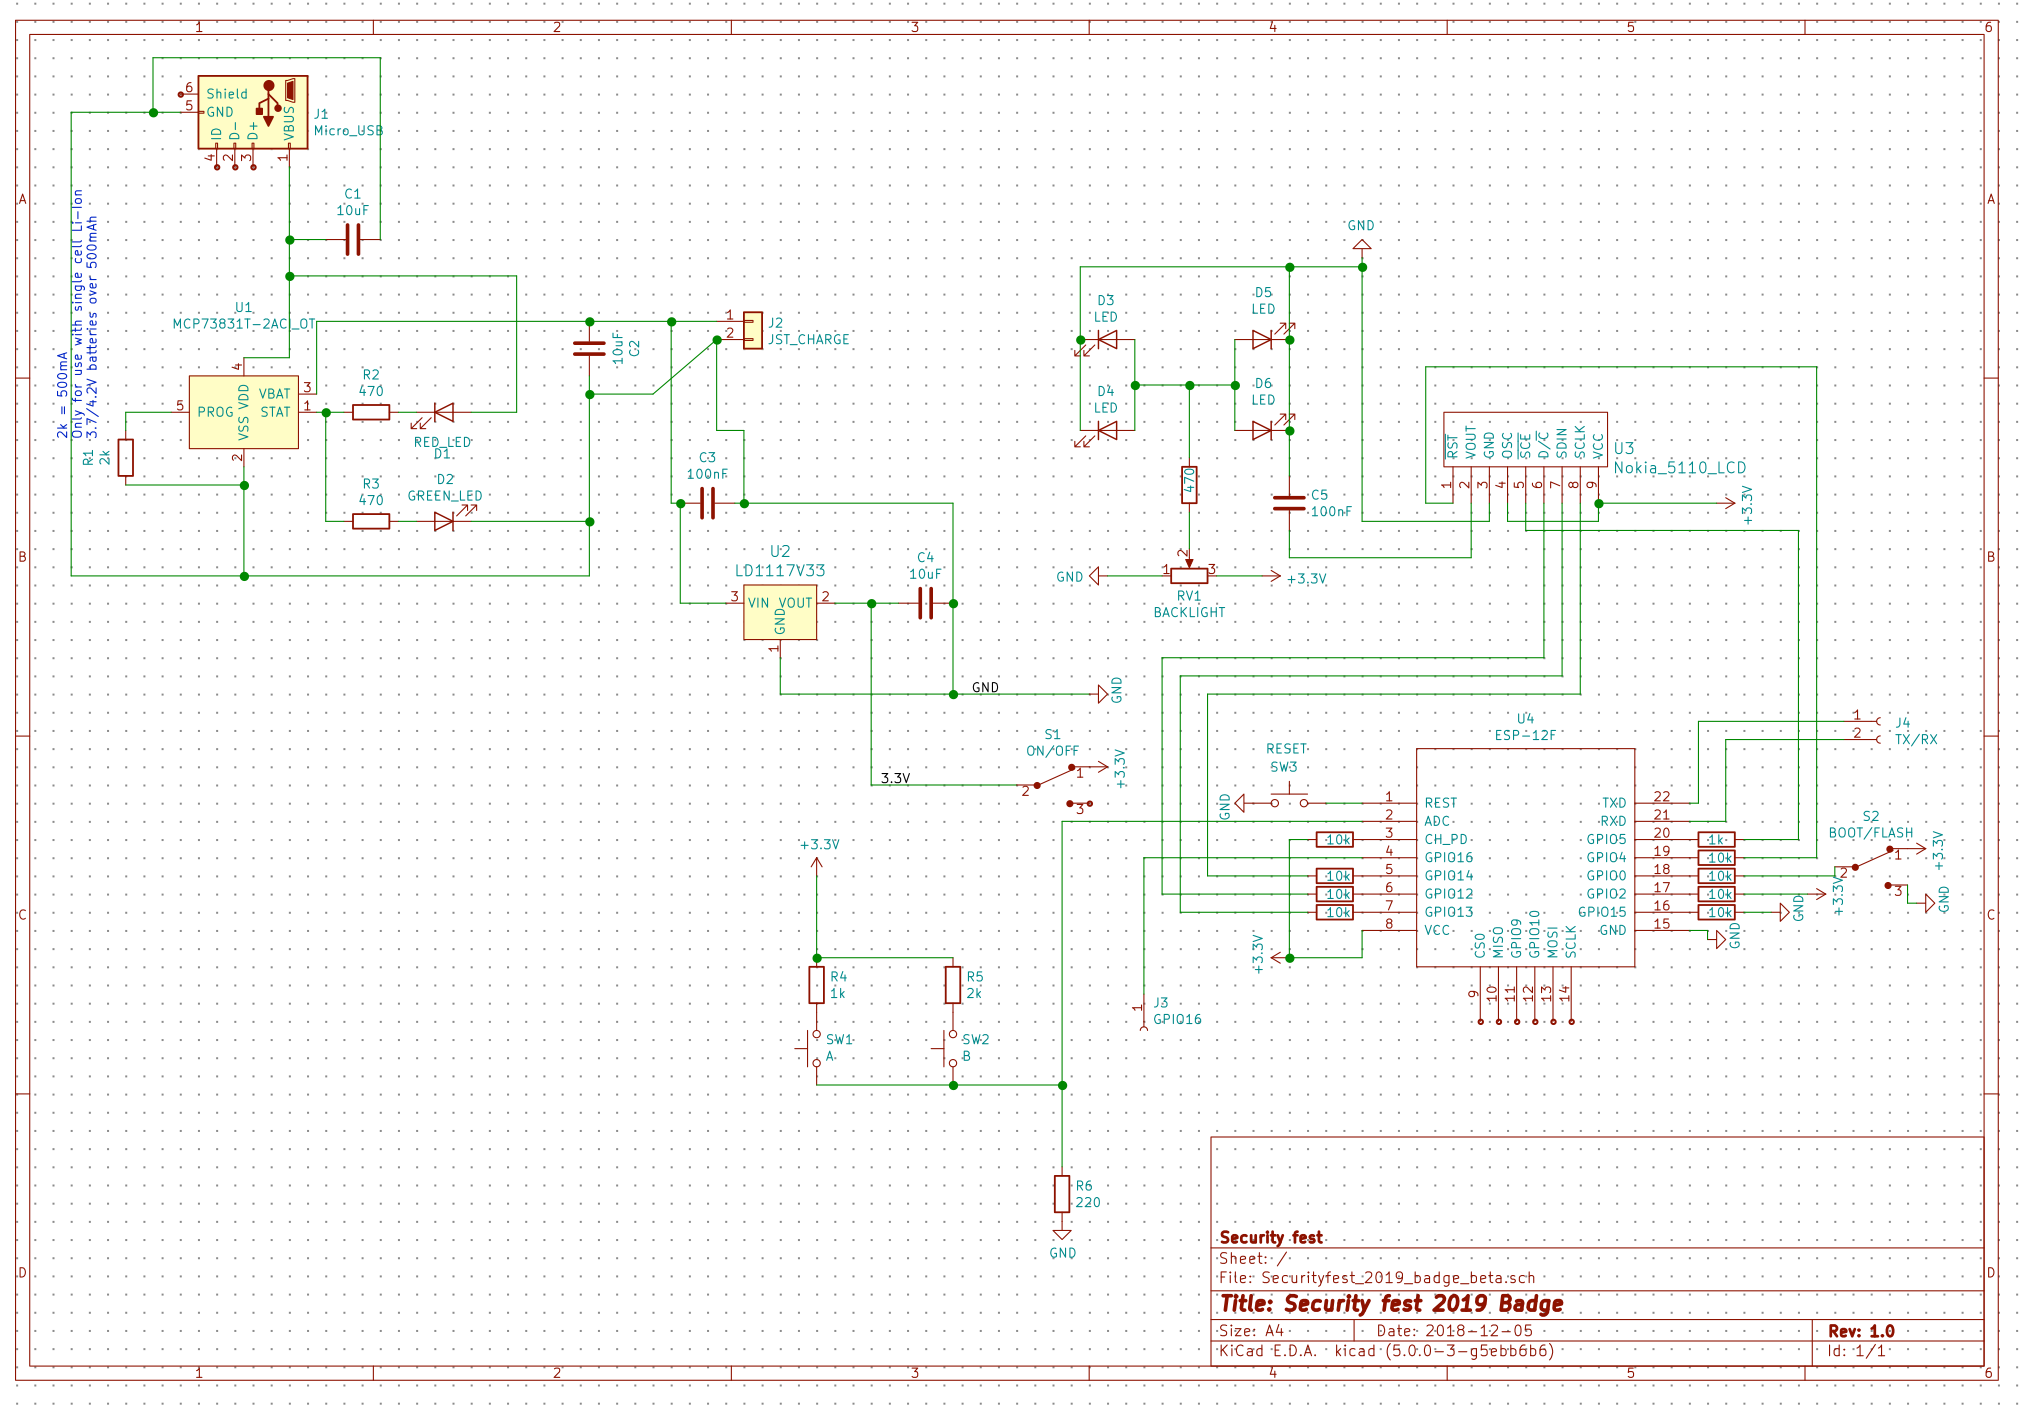 1 2 3 4 5 6
A
B
C
D
A
B
C
D
1 2 3 4 5 6
6 Shield
5 GND
ID
D-
D+
VBUS
4 2 3 1
J1
Micro_USB
C1
10uF
2k = 500mA
Only for use with single cell Li-Ion
3.7/4.2V batteries over 500mAh
U1
MCP73831T-2ACI_OT
4
VDD
VBAT 3
STAT 1
5 PROG
VSS
2
R1
2k
R2
470
RED_LED
D1
R3
470
D2
GREEN_LED
10uF
C2
1
2
J2
JST_CHARGE
C3
100nF
U2
LD1117V33
3 VIN VOUT 2
GND
1
C4
10uF
GND
GND
3.3V
S1
ON/OFF
2
1
3
+3.3V
GND
D3
LED
D5
LED
D4
LED
D6
LED
470
C5
100nF
GND
1
2
3
+3.3V
RV1
BACKLIGHT
RST
VOUT
GND
OSC
SCE
D/C
SDIN
SCLK
VCC
1 2 3 4 5 6 7 8 9
U3
Nokia_5110_LCD
+3.3V
U4
ESP-12F
RESET
SW3
GND
1 REST
2 ADC
10k 3 CH_PD
4 GPIO16
10k 5 GPIO14
10k 6 GPIO12
10k 7 GPIO13
8 VCC
+3.3V
TXD 22
RXD 21
GPIO5 20 1k
GPIO4 19 10k
GPIO0 18 10k
GPIO2 17 10k
GPIO15 16 10k
GND 15
CS0
MISO
GPIO9
GPIO10
MOSI
SCLK
9 10 11 12 13 14
1
2
J4
TX/RX
S2
BOOT/FLASH
2
1
3
+3.3V
GND
+3.3V
GND
GND
+3.3V
R4
1k
R5
2k
SW1
A
SW2
B
1
J3
GPIO16
R6
220
GND
Security fest
Sheet: /
File: Securityfest_2019_badge_beta.sch
Title: Security fest 2019 Badge
Size: A4 Date: 2018-12-05 Rev: 1.0
KiCad E.D.A. kicad (5.0.0-3-g5ebb6b6) Id: 1/1